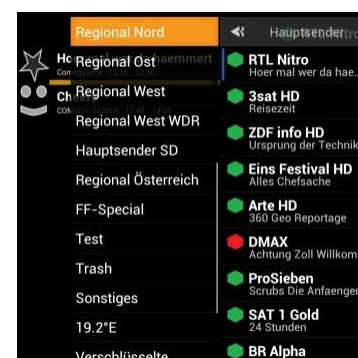 Regional Nord
Regional Ost
Regional West
Regional West WDR
Hauptsender SD
Regional Österreich
FF-Special
Test
Trash
Sonstiges
19.2°E
Verschlüsselte
Hauptsender
RTL Nitro
Hoer mal wer da hae..
3sat HD
Reisezeit
ZDF info HD
Ursprung der Technik
Eins Festival HD
Alles Chefsache
Arte HD
360 Geo Reportage
DMAX
Achtung Zoll Willkom
ProSieben
Scrubs Die Anfaenger
SAT 1 Gold
24 Stunden
BR Alpha